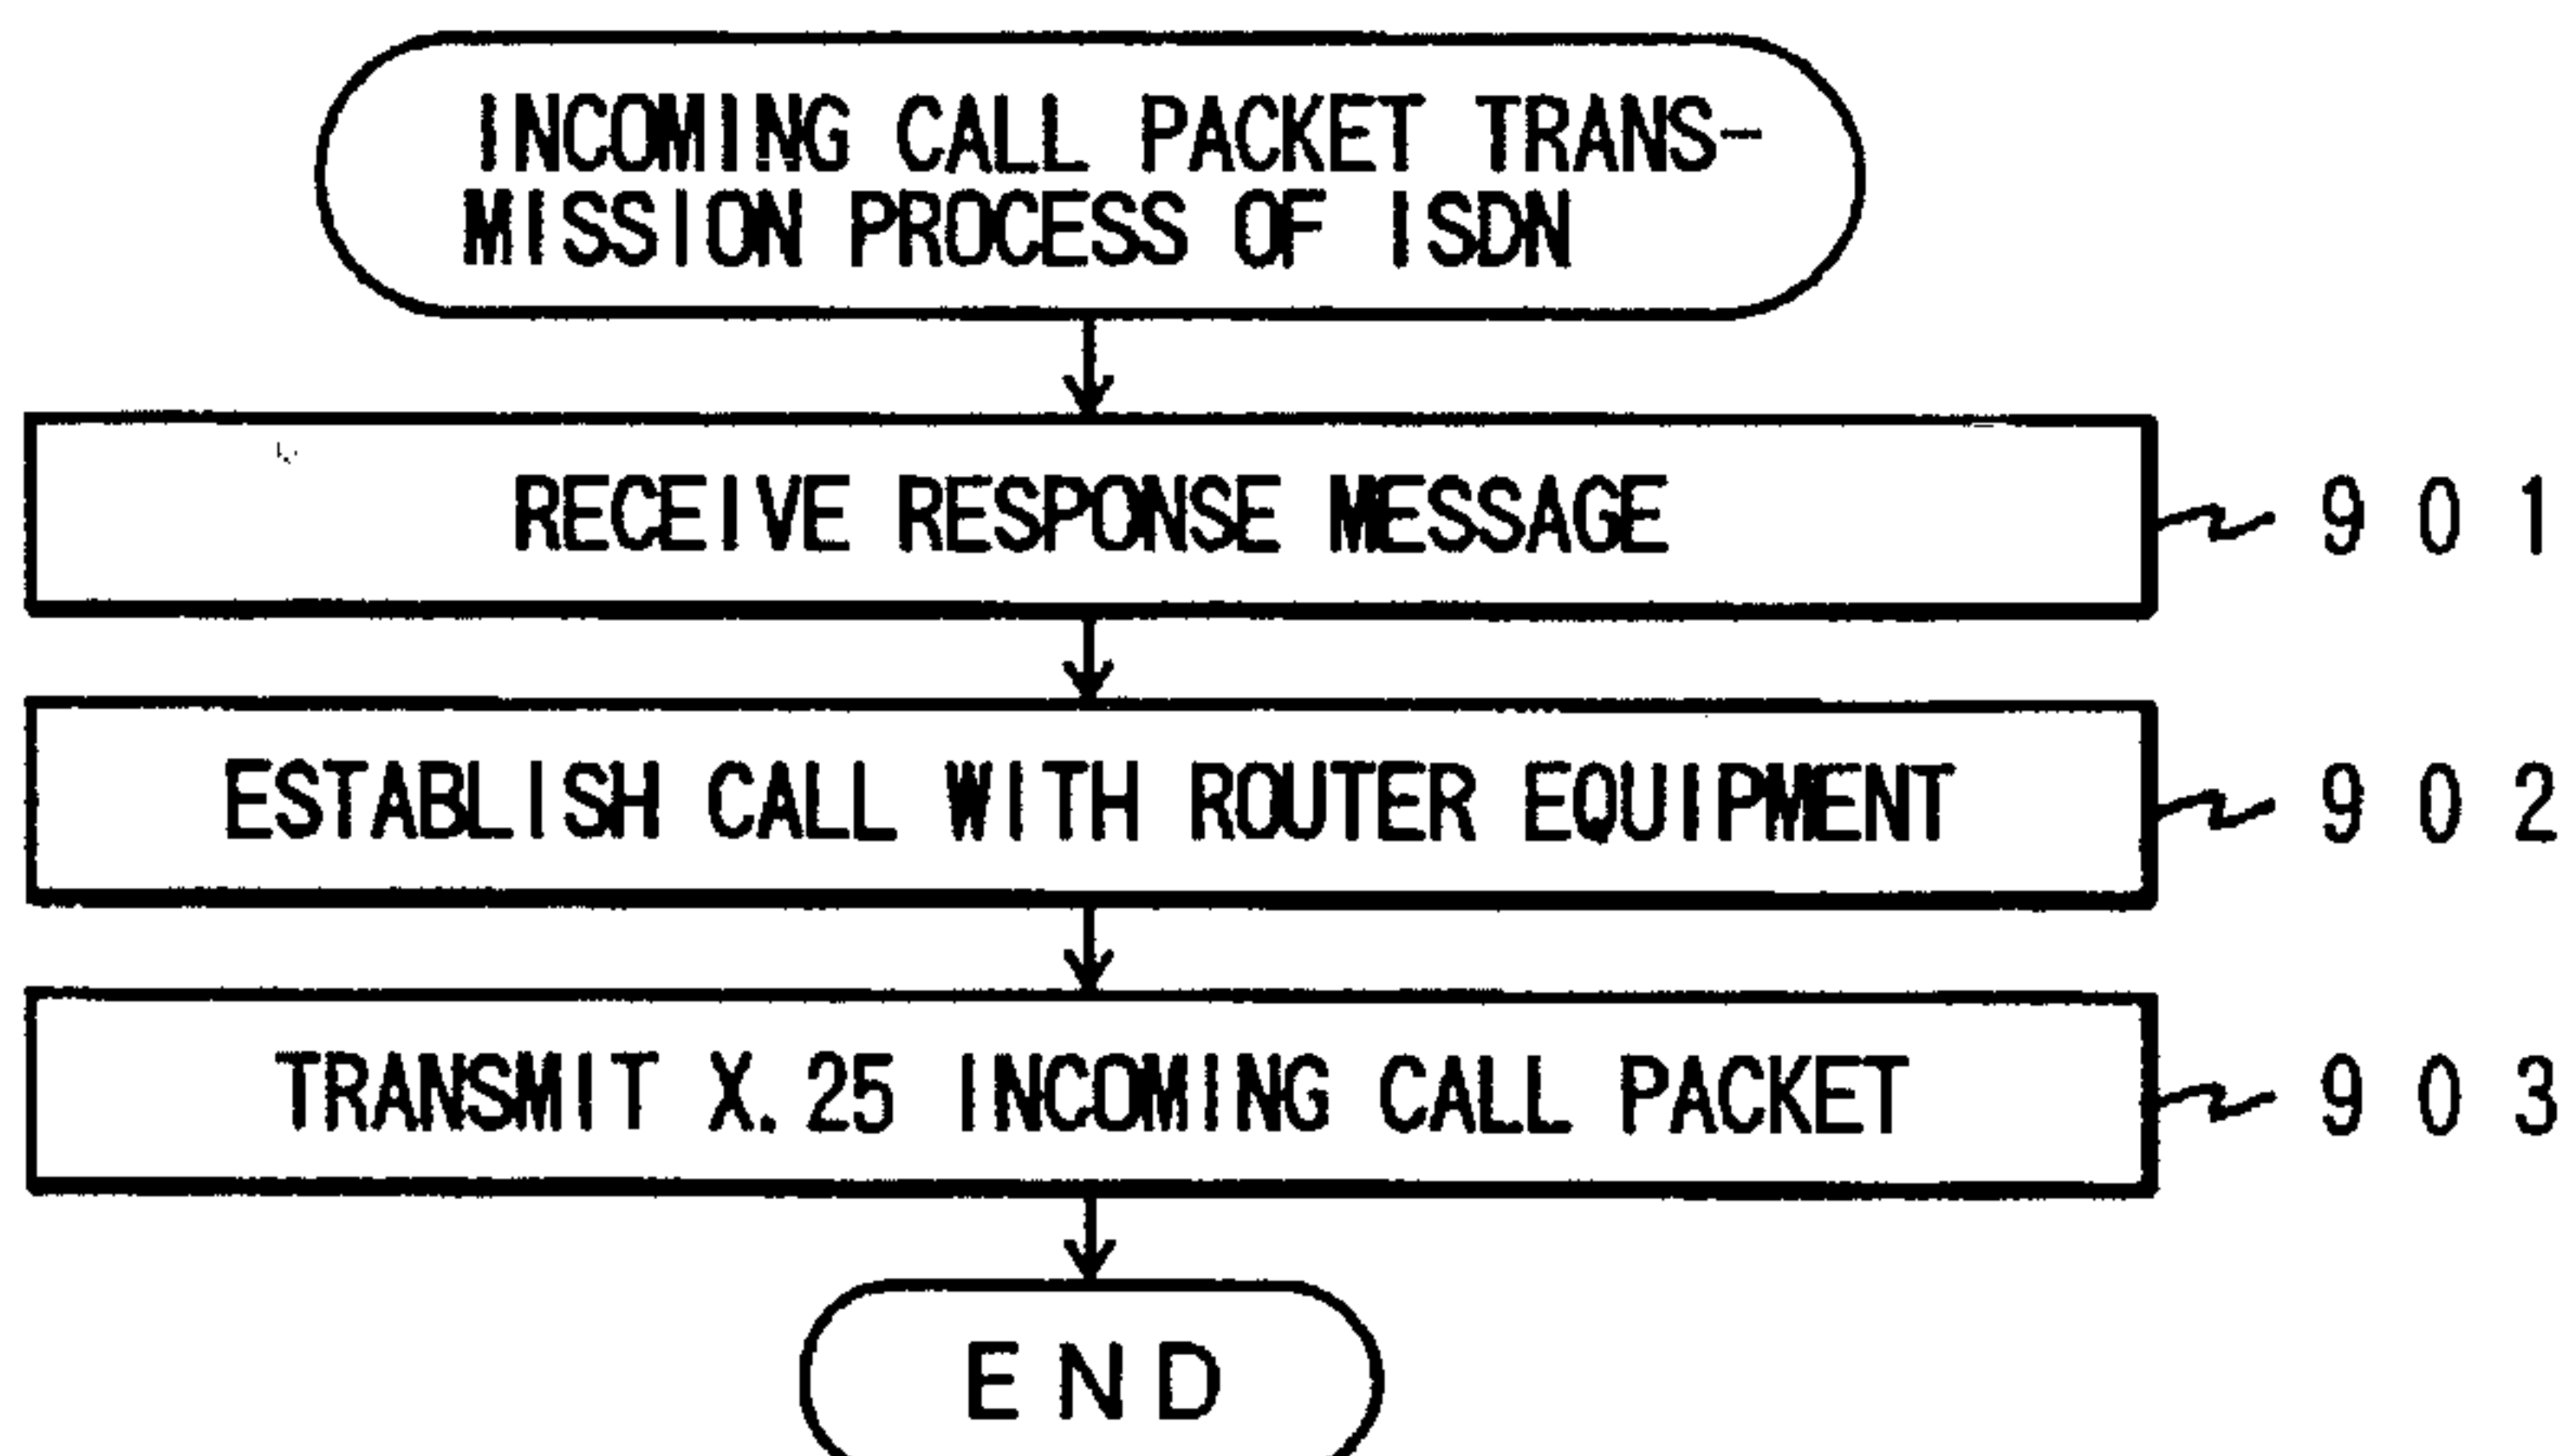 INCOMING CALL PACKET TRANS-
MISSION PROCESS OF ISDN
RECEIVE RESPONSE MESSAGE
901
ESTABLISH CALL WITH ROUTER EQUIPMENT
902
TRANSMIT X.25 INCOMING CALL PACKET
903
END